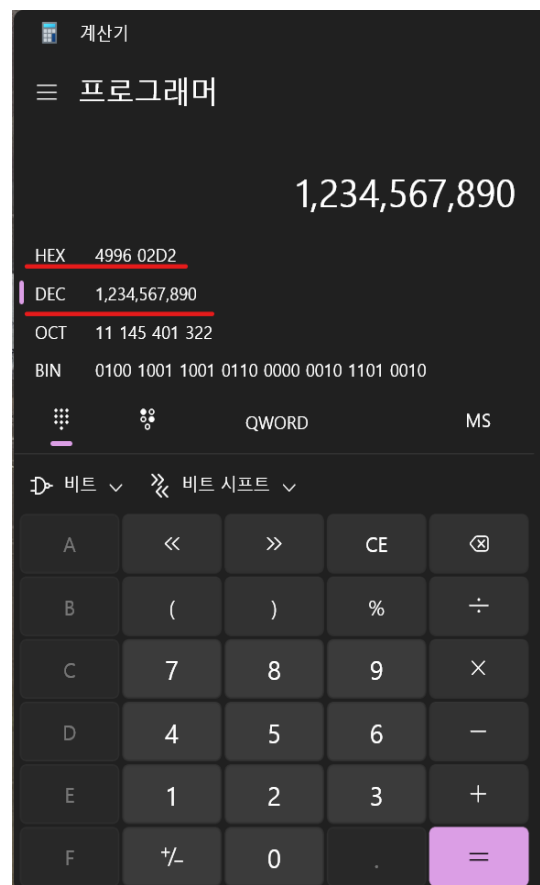 계산기
프로그래머
1,234,567,890
HEX 4996 02D2
DEC 1,234,567,890
OCT 11 145 401 322
BIN 0100 1001 1001 0110 0000 0010 1101 0010
QWORD MS
비트 비트 시프트
A « » CE
B ( ) % ÷
C 7 8 9 ×
D 4 5 6 −
E 1 2 3 +
F +/− 0 . =